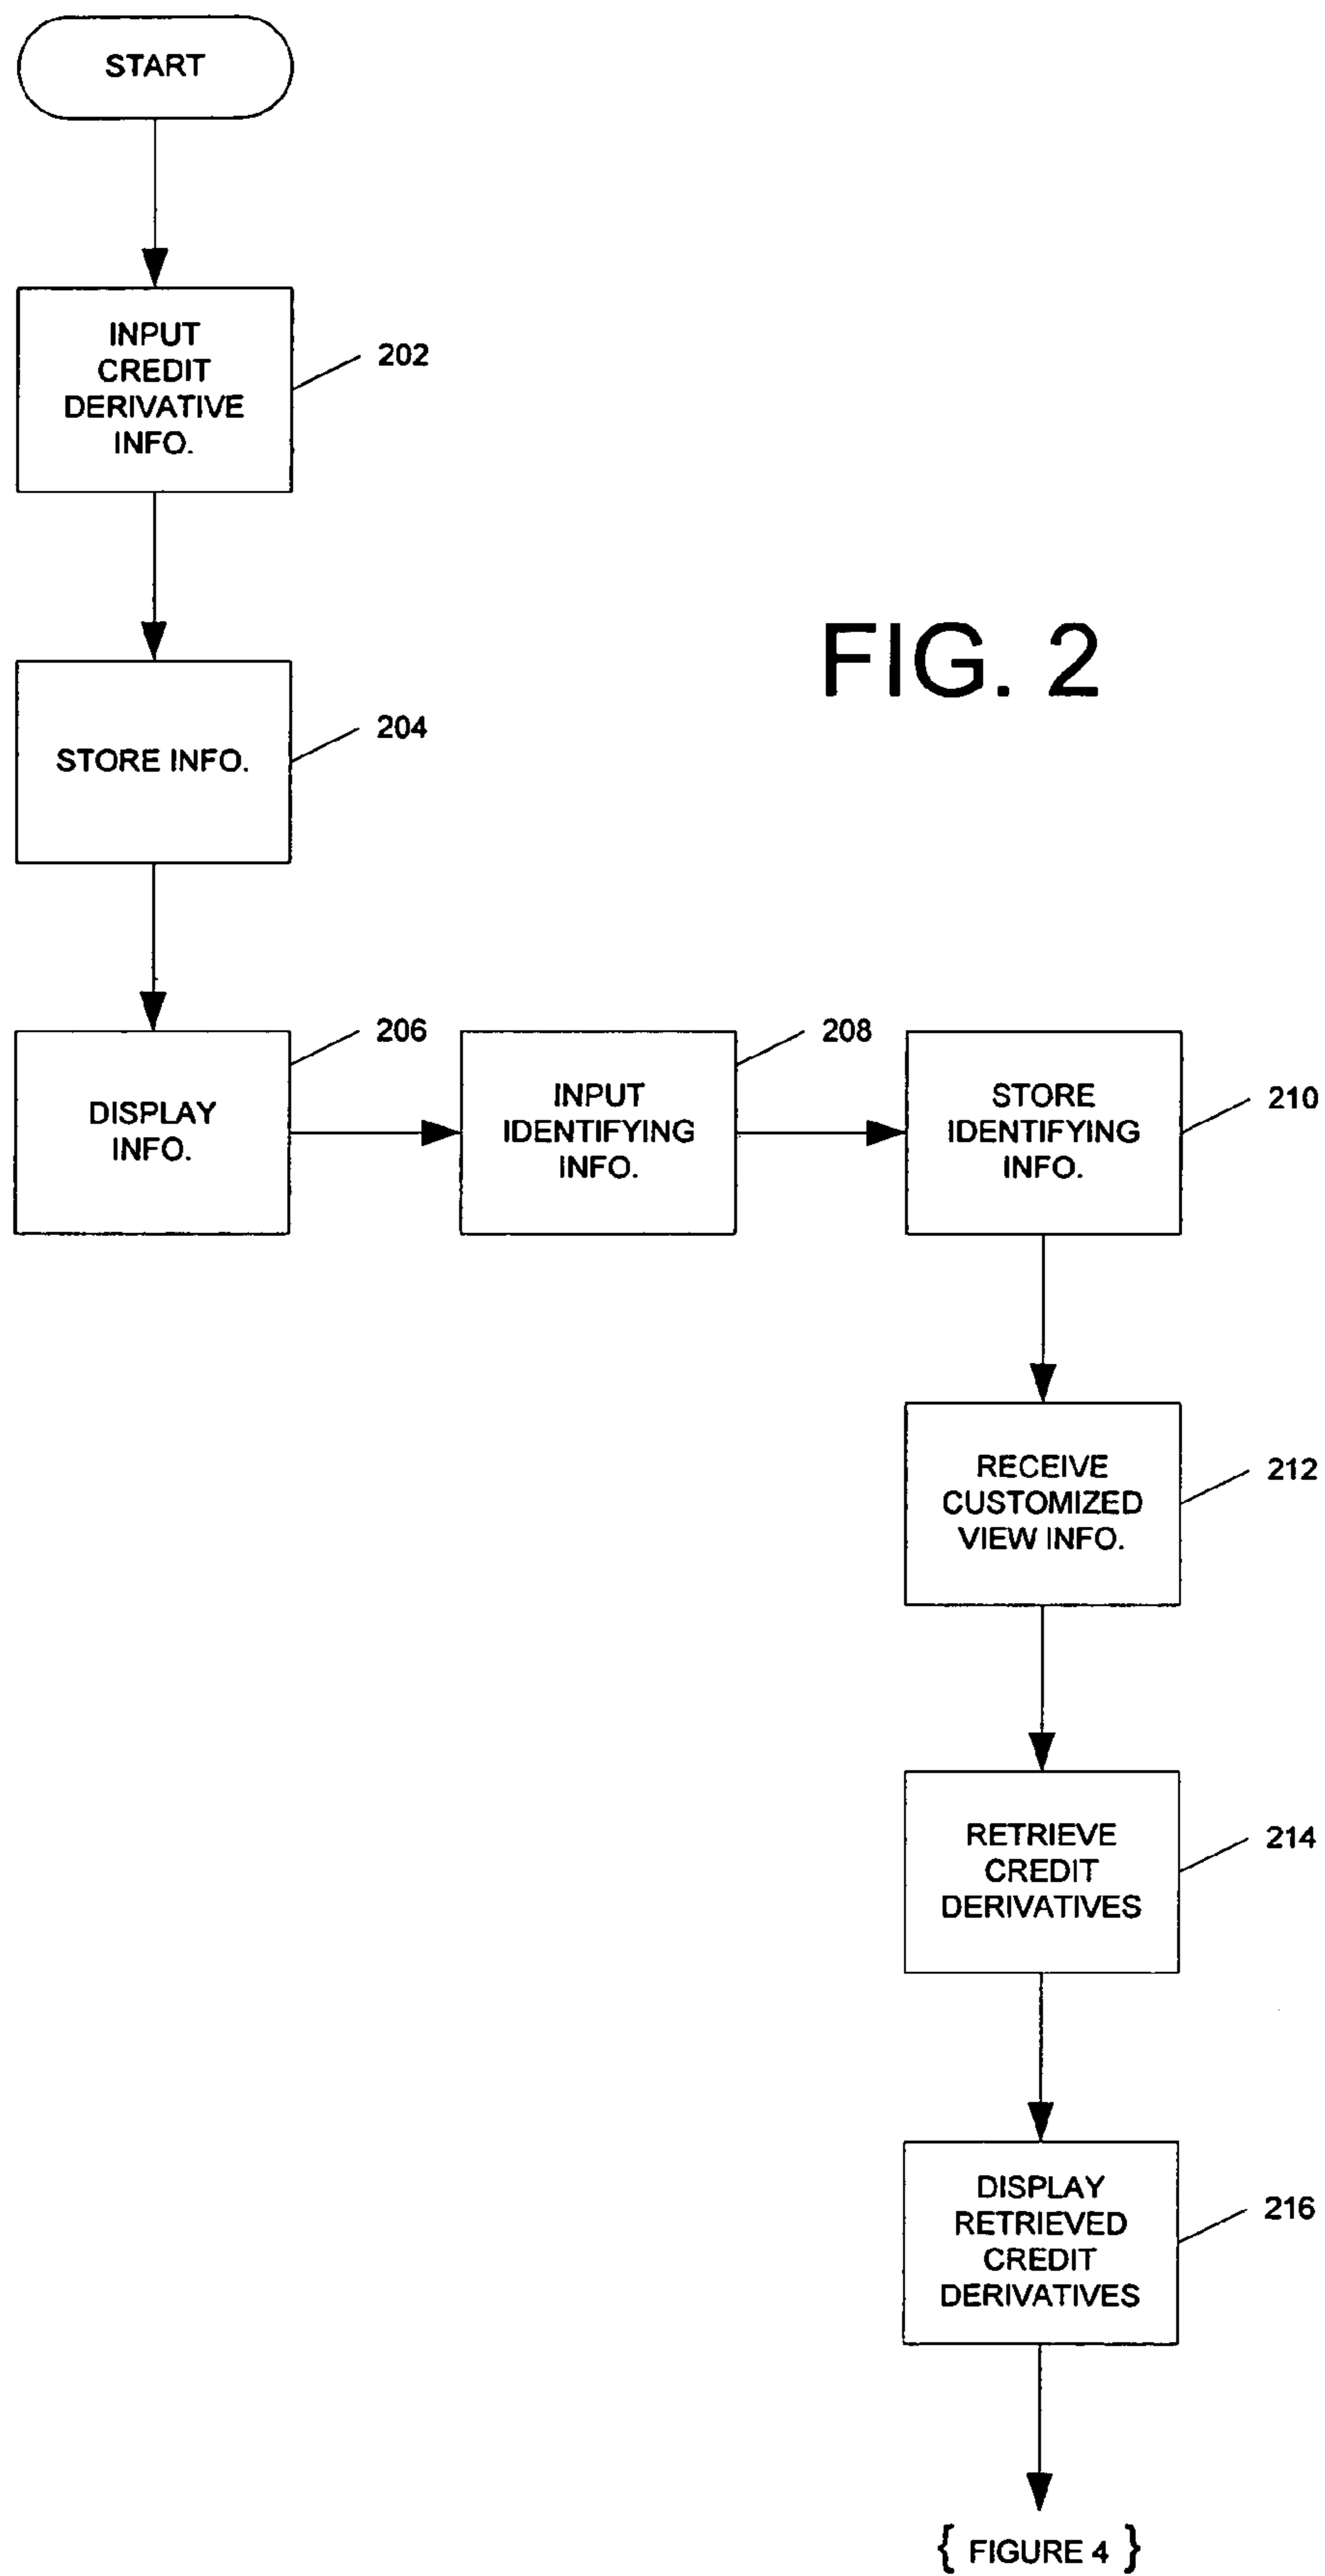 START
INPUT
CREDIT
DERIVATIVE
INFO.
202
FIG. 2
STORE INFO.
204
DISPLAY
INFO.
206
INPUT
IDENTIFYING
INFO.
208
STORE
IDENTIFYING
INFO.
210
RECEIVE
CUSTOMIZED
VIEW INFO.
212
RETRIEVE
CREDIT
DERIVATIVES
214
DISPLAY
RETRIEVED
CREDIT
DERIVATIVES
216
{ FIGURE 4 }